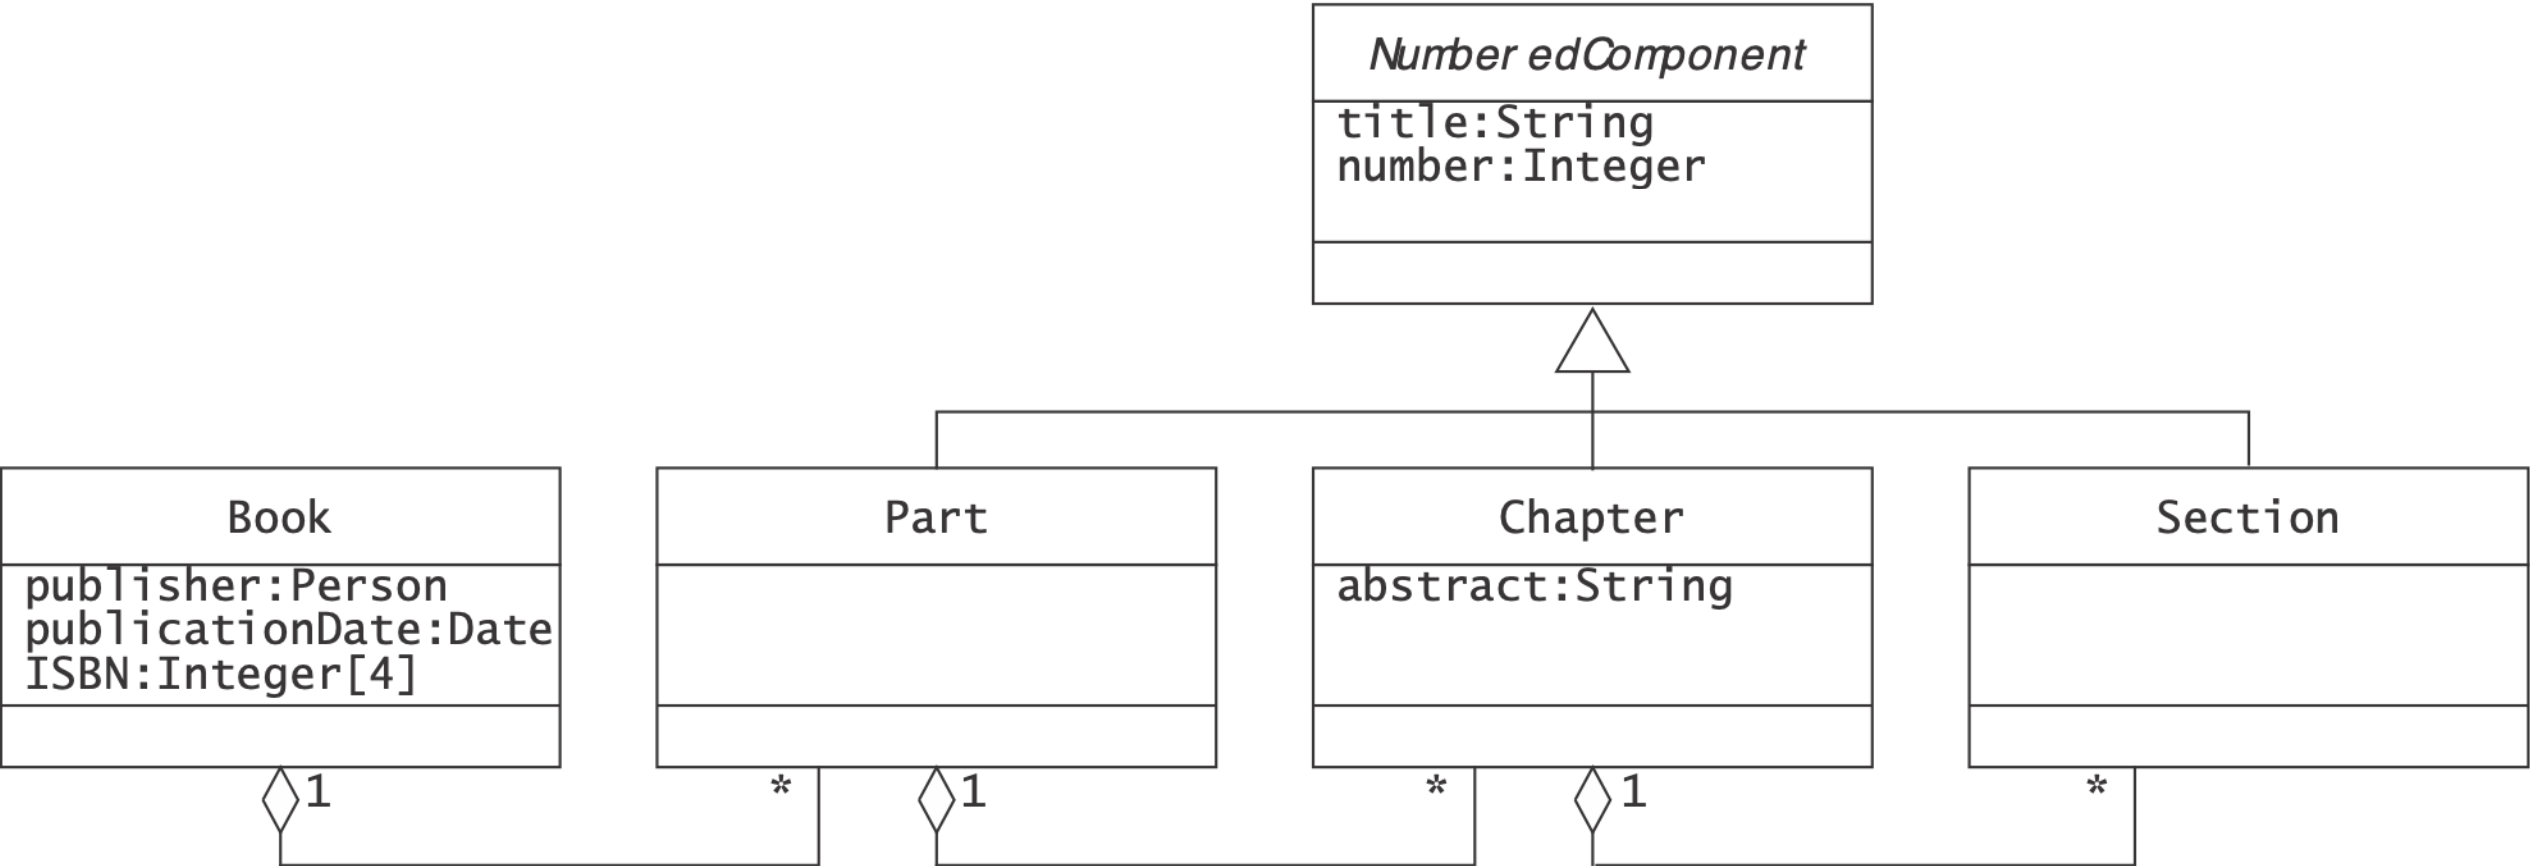 Number edComponent
title:String
number:Integer
Book
publisher:Person
publicationDate:Date
ISBN:Integer[4]
Part
Chapter
abstract:String
Section
1
*
1
*
1
*